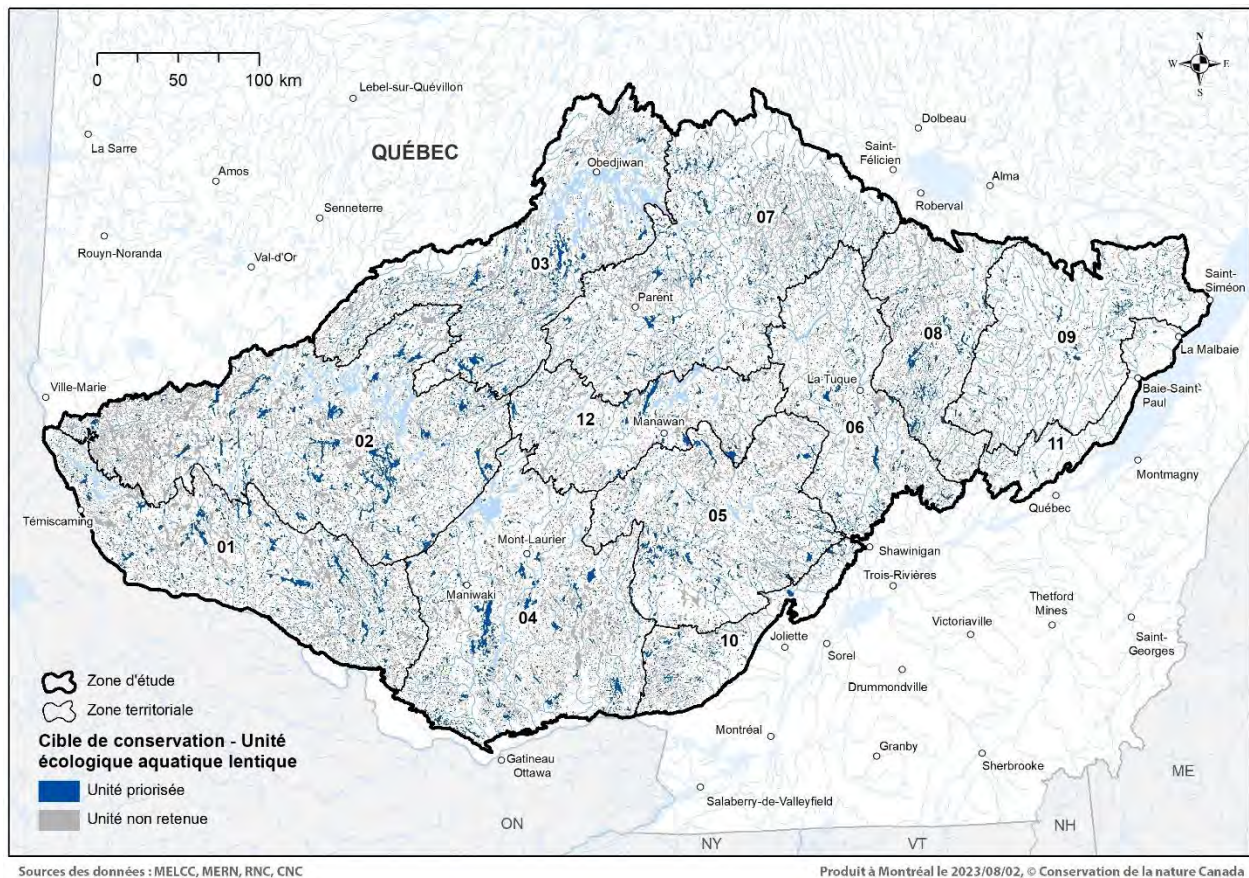 0 50 100 km
N
W E
S
Lebel-sur-Quévillon
La Sarre
QUÉBEC
Amos
Senneterre
Rouyn-Noranda
Val-d'Or
Obedjiwan
Dolbeau
Saint-
Félicien
Alma
Roberval
07
03
Parent
Saint-
Siméon
08
09
La Malbaie
Ville-Marie
La Tuque
Baie-Saint-
Paul
02
12
Manawan
06
11
Montmagny
Témiscaming
01
Mont-Laurier
05
Québec
Maniwaki
04
Shawinigan
Trois-Rivières
10
Joliette
Sorel
Victoriaville
Thetford
Mines
Saint-
Georges
Drummondville
Montréal
Granby
Sherbrooke
Gatineau
Ottawa
Salaberry-de-Valleyfield
ON
NY
VT
NH
ME
Zone d'étude
Zone territoriale
Cible de conservation - Unité
écologique aquatique lentique
Unité priorisée
Unité non retenue
Sources des données : MELCC, MERN, RNC, CNC
Produit à Montréal le 2023/08/02, © Conservation de la nature Canada